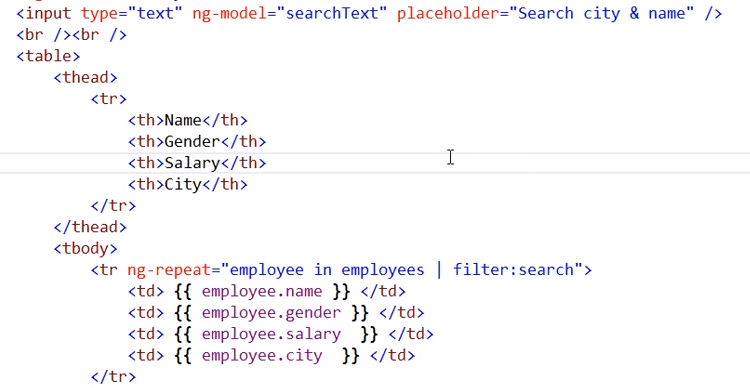 <input type="text" ng-model="searchText" placeholder="Search city & name" />
<br /><br />
<table>
<thead>
<tr>
<th>Name</th>
<th>Gender</th>
<th>Salary</th>
<th>City</th>
</tr>
</thead>
<tbody>
<tr ng-repeat="employee in employees | filter:search">
<td> {{ employee.name }} </td>
<td> {{ employee.gender }} </td>
<td> {{ employee.salary  }} </td>
<td> {{ employee.city  }} </td>
</tr>